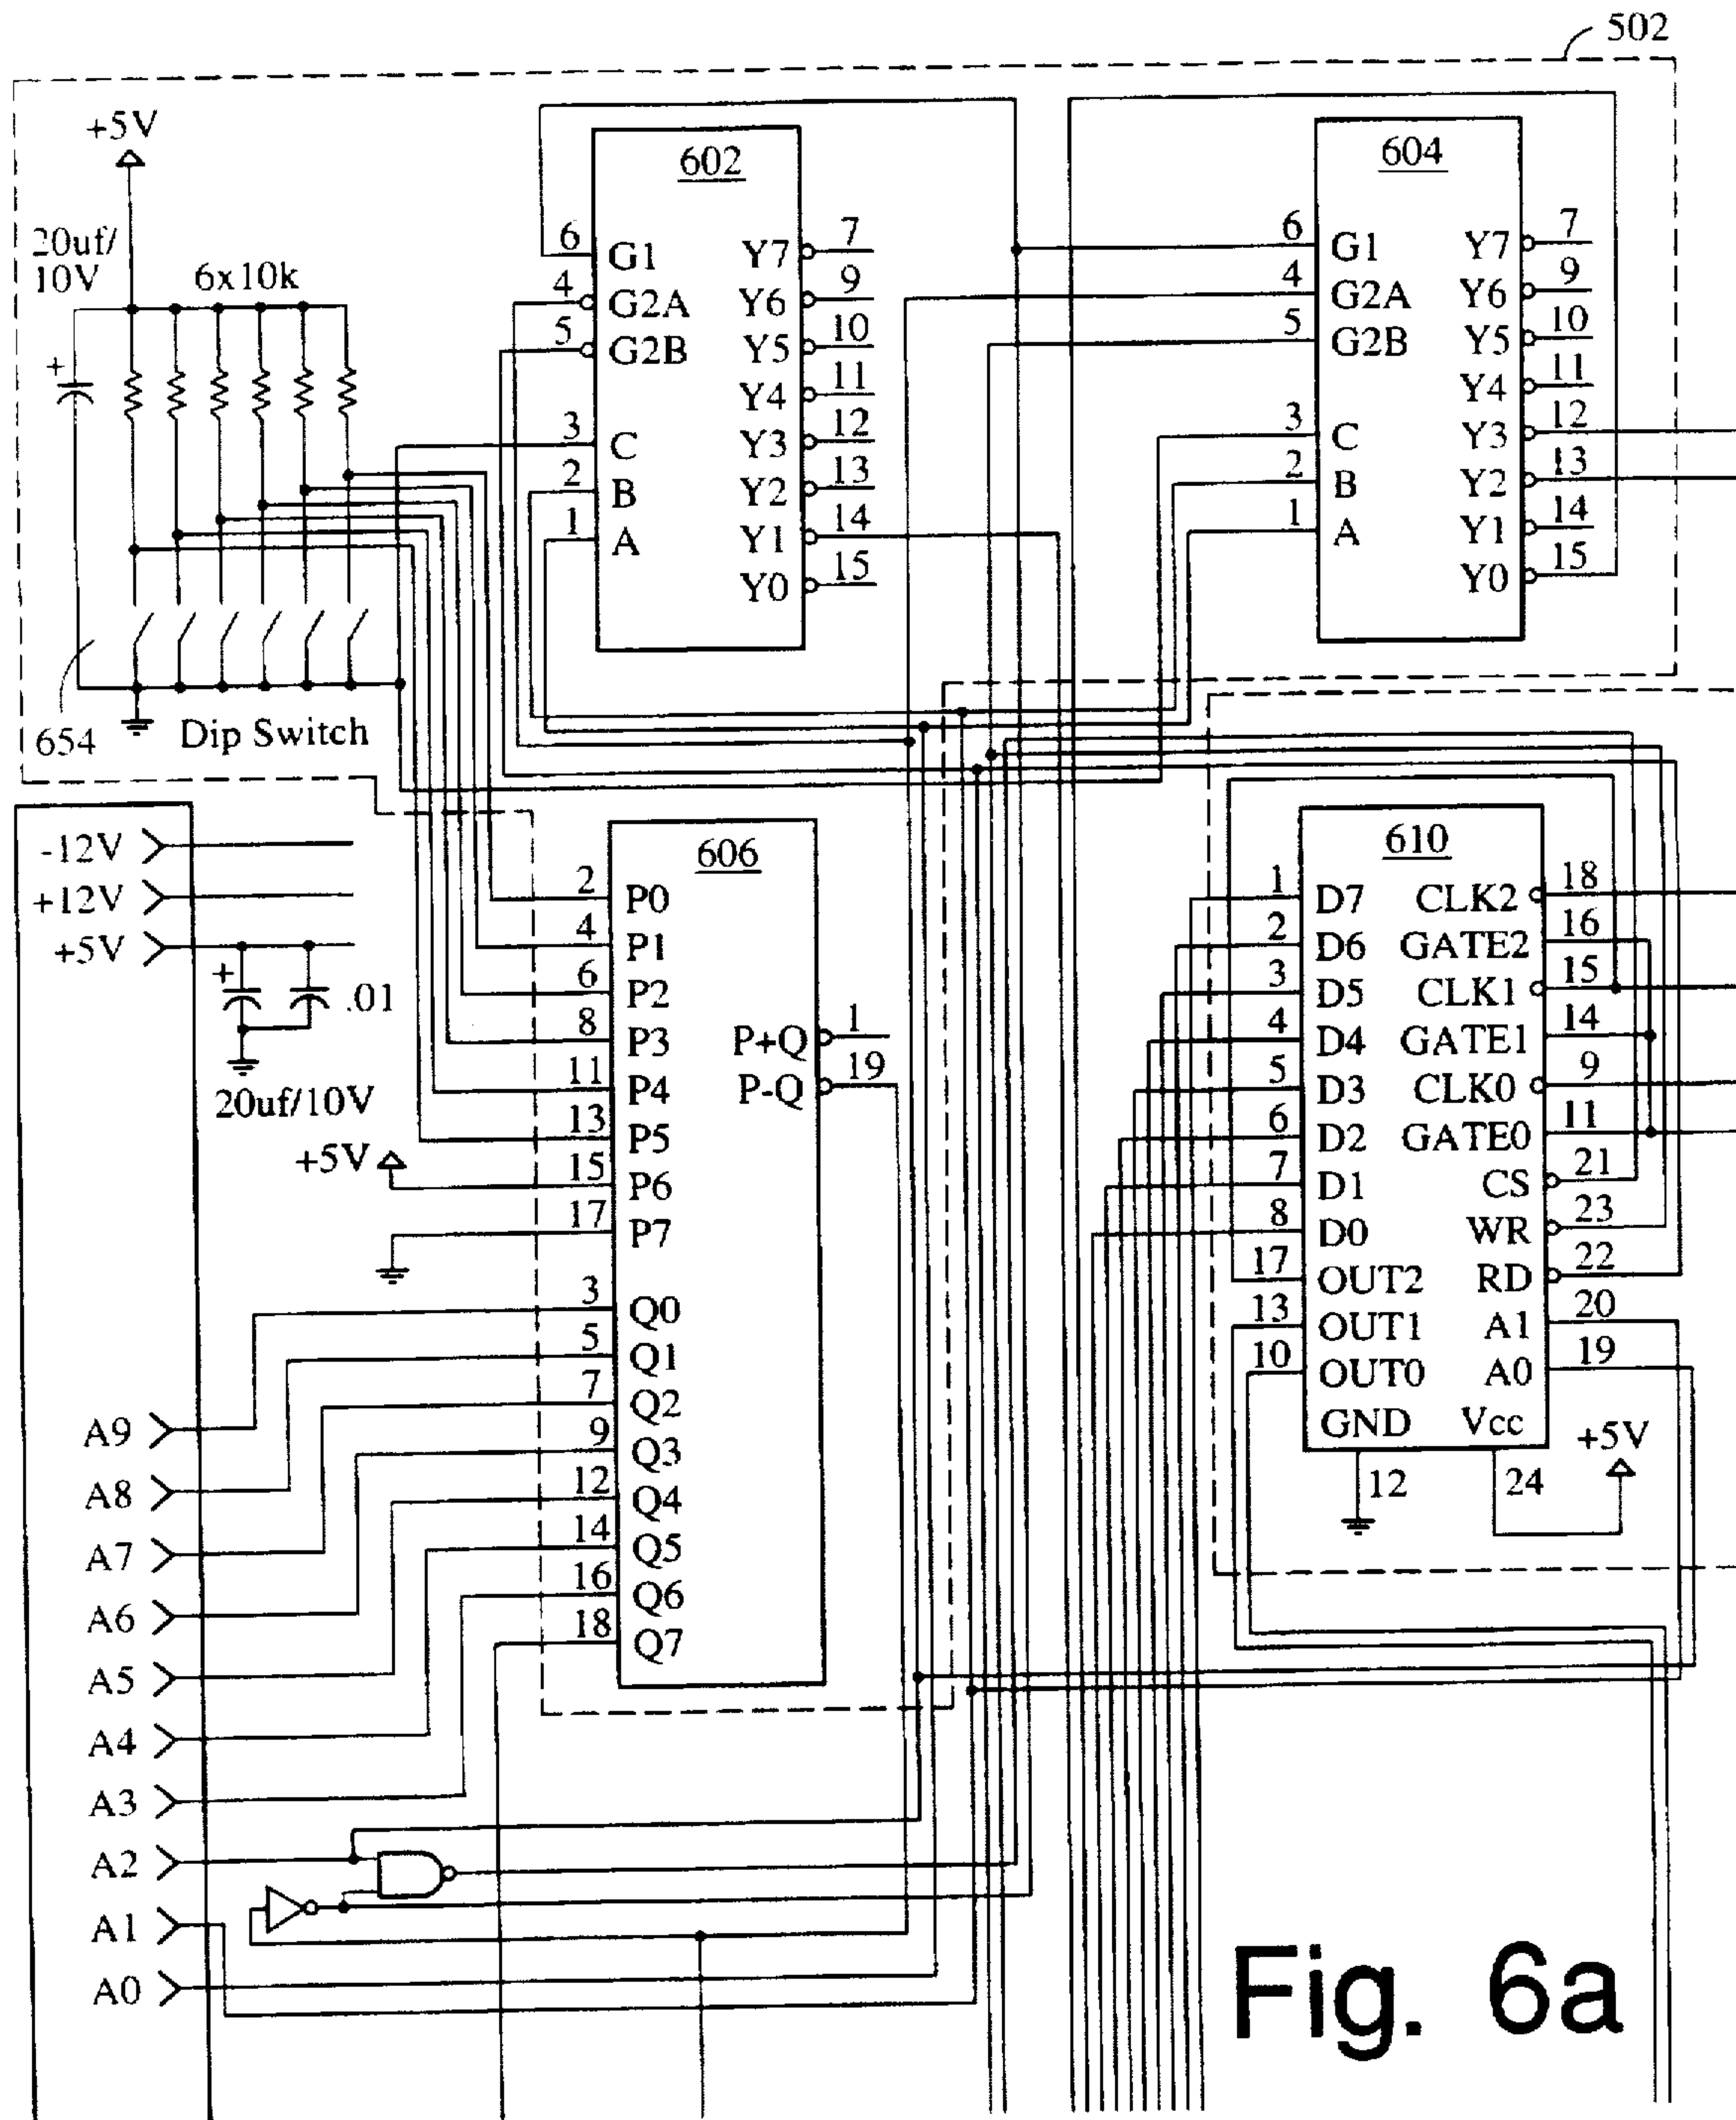 502
+5V
20uf/
10V
6x10k
+
654
Dip Switch
602
6 G1 Y7 7
4 G2A Y6 9
5 G2B Y5 10
Y4 11
3 C Y3 12
2 B Y2 13
1 A Y1 14
Y0 15
604
6 G1 Y7 7
4 G2A Y6 9
5 G2B Y5 10
Y4 11
3 C Y3 12
2 B Y2 13
1 A Y1 14
Y0 15
-12V
+12V
+5V
+
.01
20uf/10V
+5V
606
2 P0
4 P1
6 P2
8 P3 P+Q 1
11 P4 P-Q 19
13 P5
15 P6
17 P7
3 Q0
5 Q1
7 Q2
9 Q3
12 Q4
14 Q5
16 Q6
18 Q7
610
1 D7 CLK2 18
2 D6 GATE2 16
3 D5 CLK1 15
4 D4 GATE1 14
5 D3 CLK0 9
6 D2 GATE0 11
7 D1 CS 21
8 D0 WR 23
17 OUT2 RD 22
13 OUT1 A1 20
10 OUT0 A0 19
GND Vcc
12 24
+5V
A9
A8
A7
A6
A5
A4
A3
A2
A1
A0
Fig. 6a